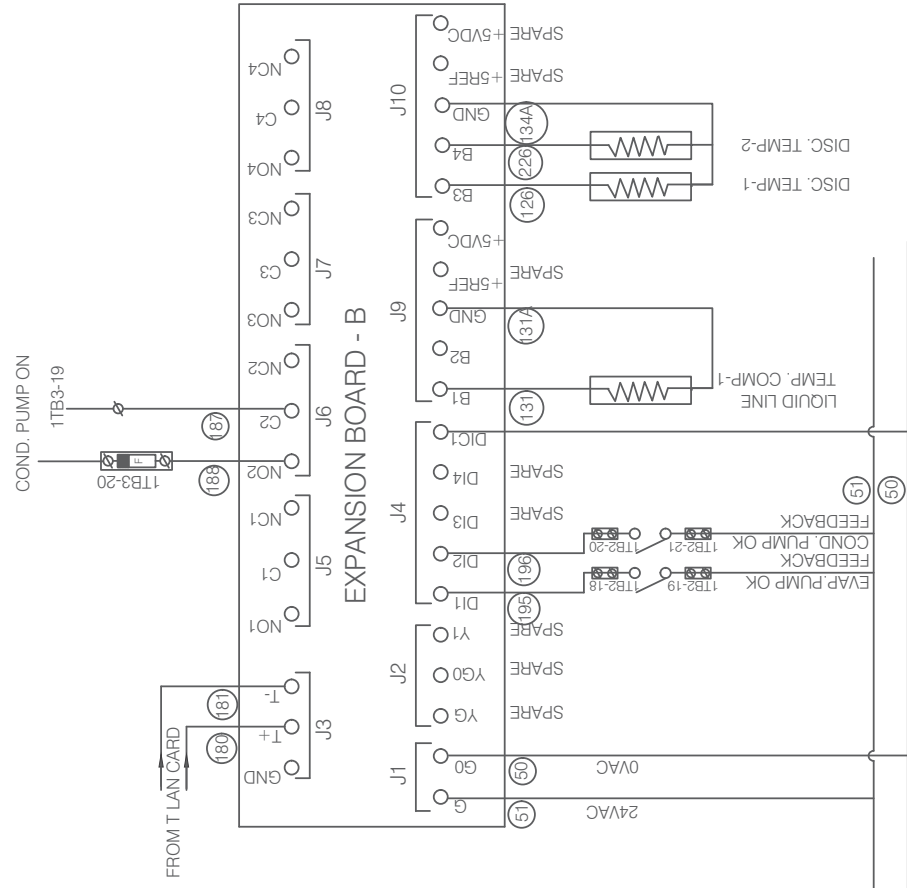 COND. PUMP ON
1TB3-19
1TB3-20
F
188
187
FROM T LAN CARD
180
181
EXPANSION BOARD - B
J3
GND
T+
T-
J5
NO1
C1
NC1
J6
NO2
C2
NC2
J7
NO3
C3
NC3
J8
NO4
C4
NC4
J1
G
G0
J2
YG
YG0
Y1
J4
DI1
DI2
DI3
DI4
DIC1
J9
B1
B2
GND
+5REF
+5VDC
J10
B3
B4
GND
+5REF
+5VDC
51
24VAC
50
0VAC
SPARE
SPARE
SPARE
195
1TB2-18
1TB2-19
EVAP.PUMP OK
FEEDBACK
196
1TB2-20
1TB2-21
COND. PUMP OK
FEEDBACK
SPARE
SPARE
51
50
131
LIQUID LINE
TEMP. COMP-1
131A
SPARE
126
DISC. TEMP-1
226
DISC. TEMP-2
134A
SPARE
SPARE